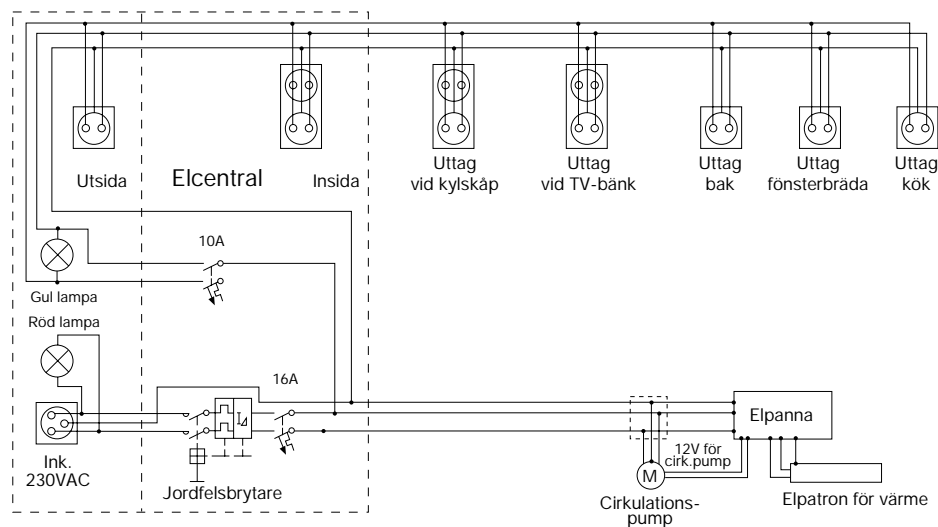 Utsida
Elcentral
Insida
Uttag
vid kylskåp
Uttag
vid TV-bänk
Uttag
bak
Uttag
fönsterbräda
Uttag
kök
10A
Gul lampa
Röd lampa
16A
I⊿
Elpanna
Ink.
230VAC
Jordfelsbrytare
M
12V för
cirk.pump
Cirkulations-
pump
Elpatron för värme